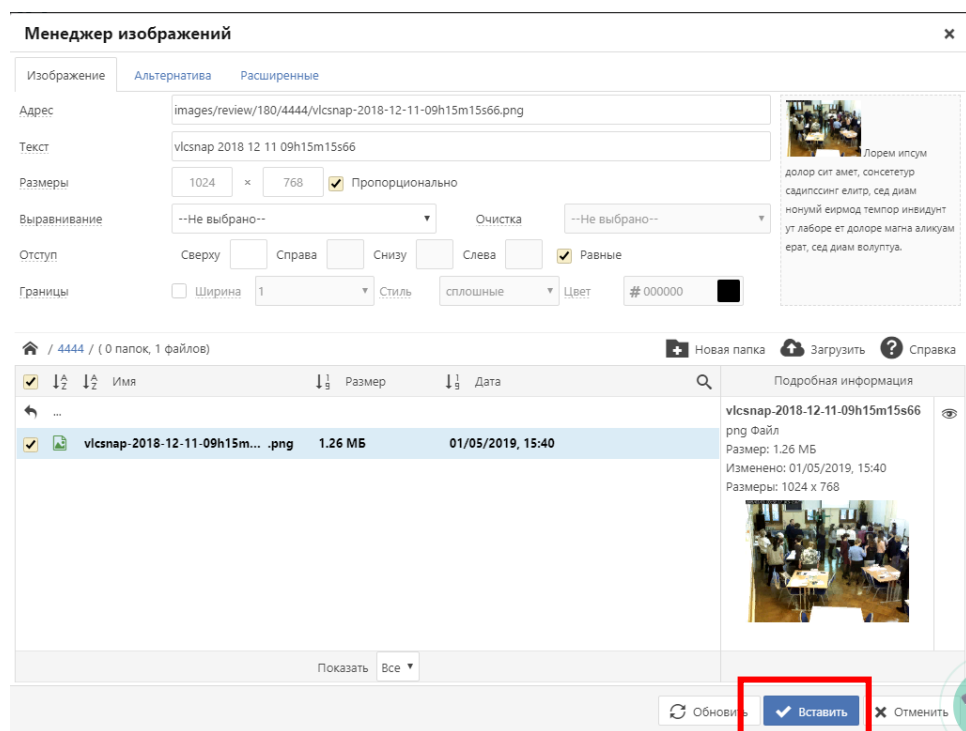 Менеджер изображений
Изображение Альтернатива Расширенные
Адрес images/review/180/4444/vlcsnap-2018-12-11-09h15m15s66.png
Текст vlcsnap 2018 12 11 09h15m15s66
Размеры 1024 × 768 Пропорционально
Выравнивание --Не выбрано-- Очистка --Не выбрано--
Отступ Сверху Справа Снизу Слева Равные
Границы Ширина 1 Стиль сплошные Цвет # 000000
Лорем ипсум
долор сит амет, сонсететур
садипссинг елитр, сед диам
нонумй еирмод темпор инвидунт
ут лаборе ет долоре магна аликуам
ерат, сед диам волуптуа.
/ 4444 / ( 0 папок, 1 файлов) Новая папка Загрузить Справка
Имя Размер Дата Подробная информация
...
vlcsnap-2018-12-11-09h15m... .png 1.26 МБ 01/05/2019, 15:40
vlcsnap-2018-12-11-09h15m15s66
png Файл
Размер: 1.26 МБ
Изменено: 01/05/2019, 15:40
Размеры: 1024 x 768
Показать Все
Обновить Вставить Отменить